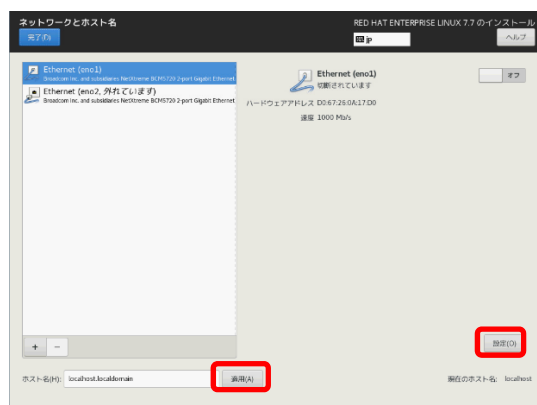 ネットワークとホスト名
RED HAT ENTERPRISE LINUX 7.7 のインストール
完了(D)
jp
ヘルプ
Ethernet (eno1)
Broadcom Inc. and subsidiaries NetXtreme BCM5720 2-port Gigabit Ethernet
Ethernet (eno2, 外れています)
Broadcom Inc. and subsidiaries NetXtreme BCM5720 2-port Gigabit Ethernet
Ethernet (eno1)
切断されています
オフ
ハードウェアアドレス D0:67:26:0A:17:D0
速度 1000 Mb/s
+ −
設定(O)
ホスト名(H): localhost.localdomain
適用(A)
現在のホスト名: localhost